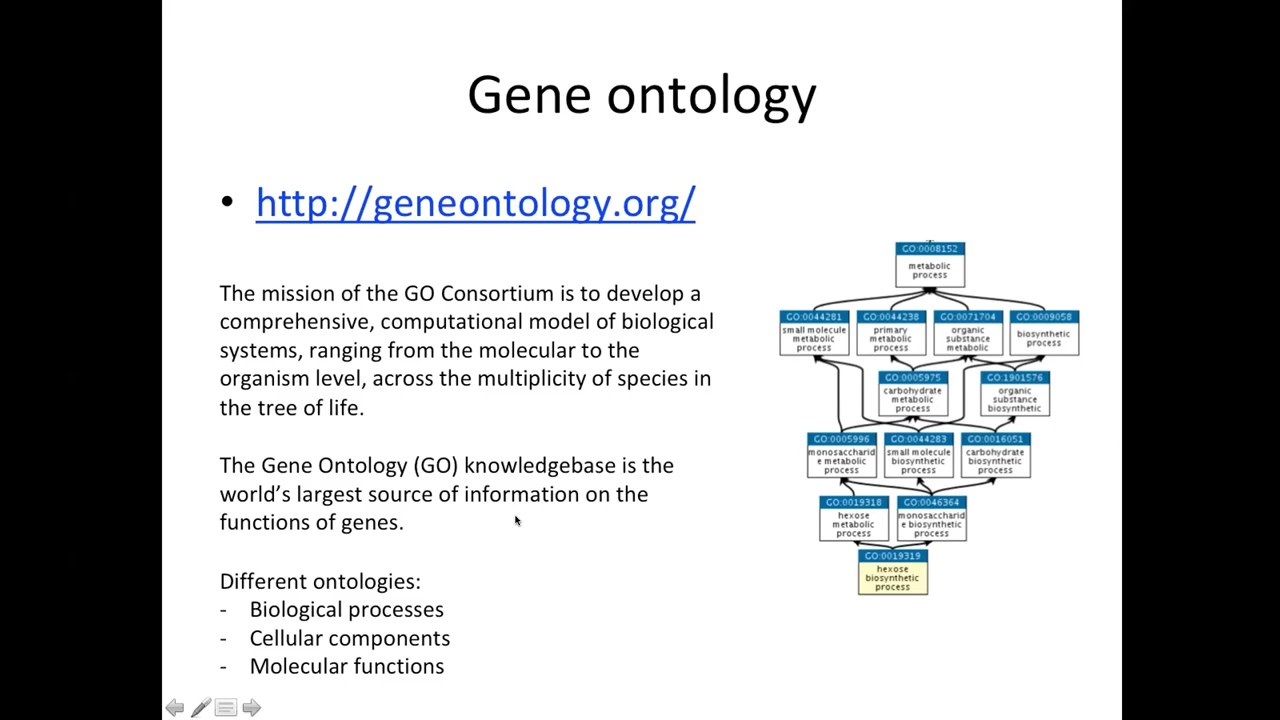 Gene ontology
• http://geneontology.org/
The mission of the GO Consortium is to develop a
comprehensive, computational model of biological
systems, ranging from the molecular to the
organism level, across the multiplicity of species in
the tree of life.
The Gene Ontology (GO) knowledgebase is the
world’s largest source of information on the
functions of genes.
Different ontologies:
- Biological processes
- Cellular components
- Molecular functions
GO:0008152
metabolic
process
GO:0044281
small molecule
metabolic
process
GO:0044238
primary
metabolic
process
GO:0071704
organic
substance
metabolic
GO:0009058
biosynthetic
process
GO:0005975
carbohydrate
metabolic
process
GO:1901576
organic
substance
biosynthetic
GO:0005996
monosaccharid
e metabolic
process
GO:0044283
small molecule
biosynthetic
process
GO:0016051
carbohydrate
biosynthetic
process
GO:0019318
hexose
metabolic
process
GO:0046364
monosaccharid
e biosynthetic
process
GO:0019319
hexose
biosynthetic
process